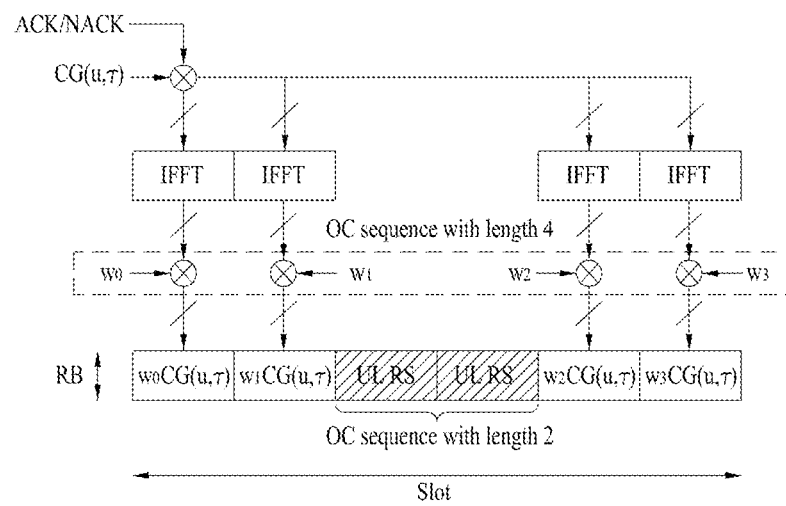 ACK/NACK
CG(u,τ)
IFFT IFFT IFFT IFFT
OC sequence with length 4
W0 W1 W2 W3
RB
w0CG(u,τ) w1CG(u,τ) UL RS UL RS w2CG(u,τ) w3CG(u,τ)
OC sequence with length 2
Slot